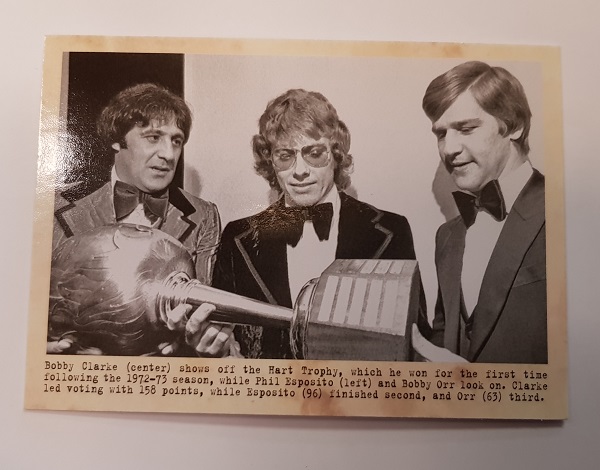 Bobby Clarke (center) shows off the Hart Trophy, which he won for the first time
following the 1972-73 season, while Phil Esposito (left) and Bobby Orr look on. Clarke
led voting with 158 points, while Esposito (96) finished second, and Orr (63) third.